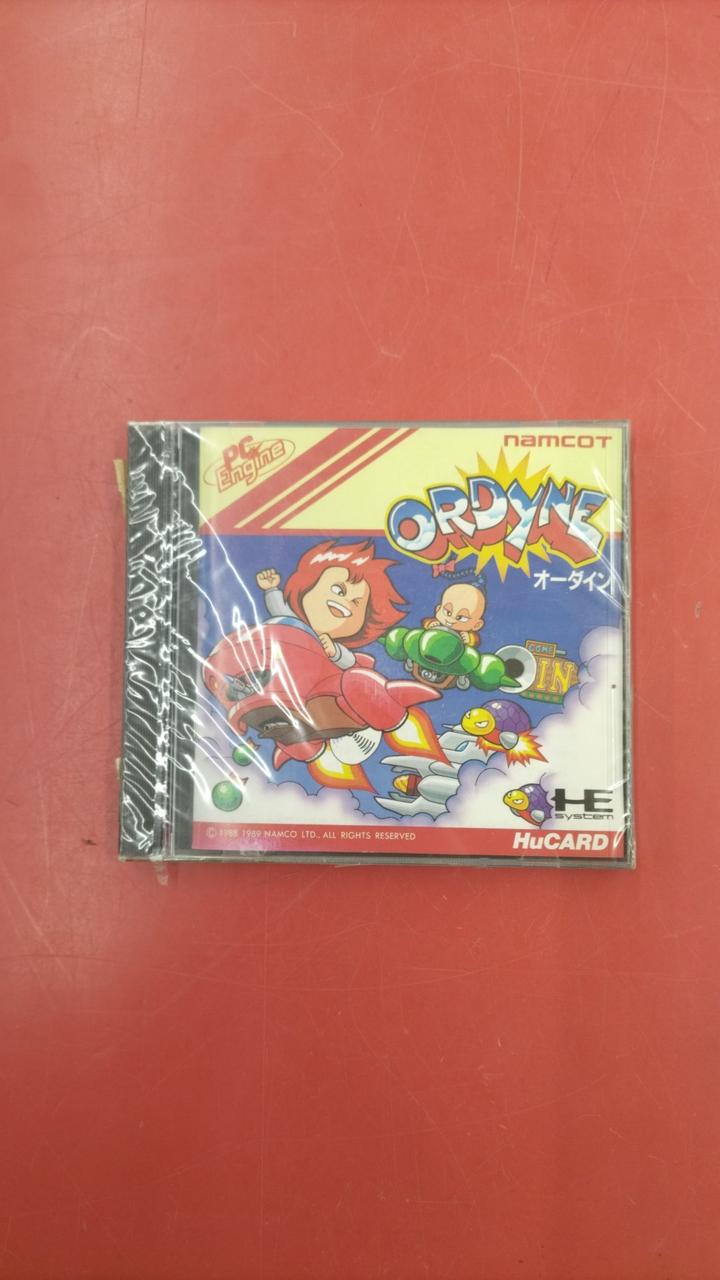 PC Engine
namcot
ORDYNE
オーダイン
COME
IN
HE
system
© 1988 1989 NAMCO LTD., ALL RIGHTS RESERVED
HuCARD